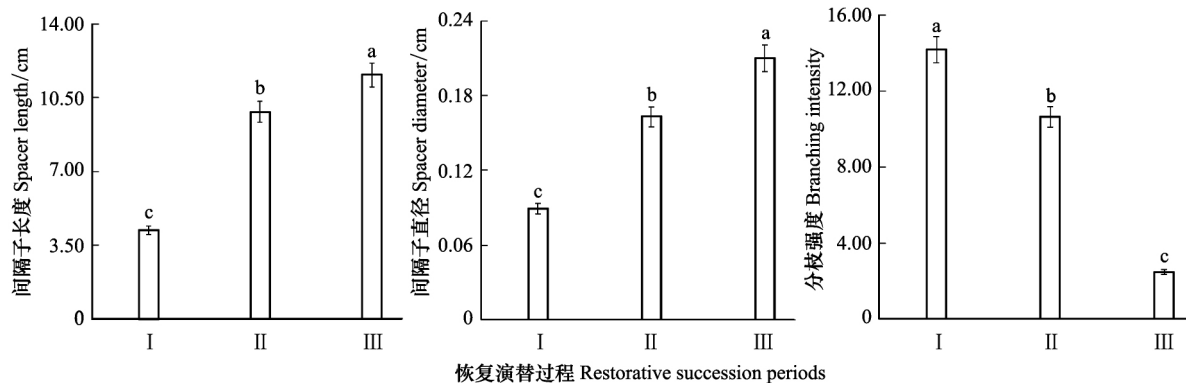 间隔子长度 Spacer length/cm
14.00
10.50
7.00
3.50
0
c
b
a
I
II
III
间隔子直径 Spacer diameter/cm
0.24
0.18
0.12
0.06
0
c
b
a
I
II
III
分枝强度 Branching intensity
16.00
12.00
8.00
4.00
0
a
b
c
I
II
III
恢复演替过程 Restorative succession periods